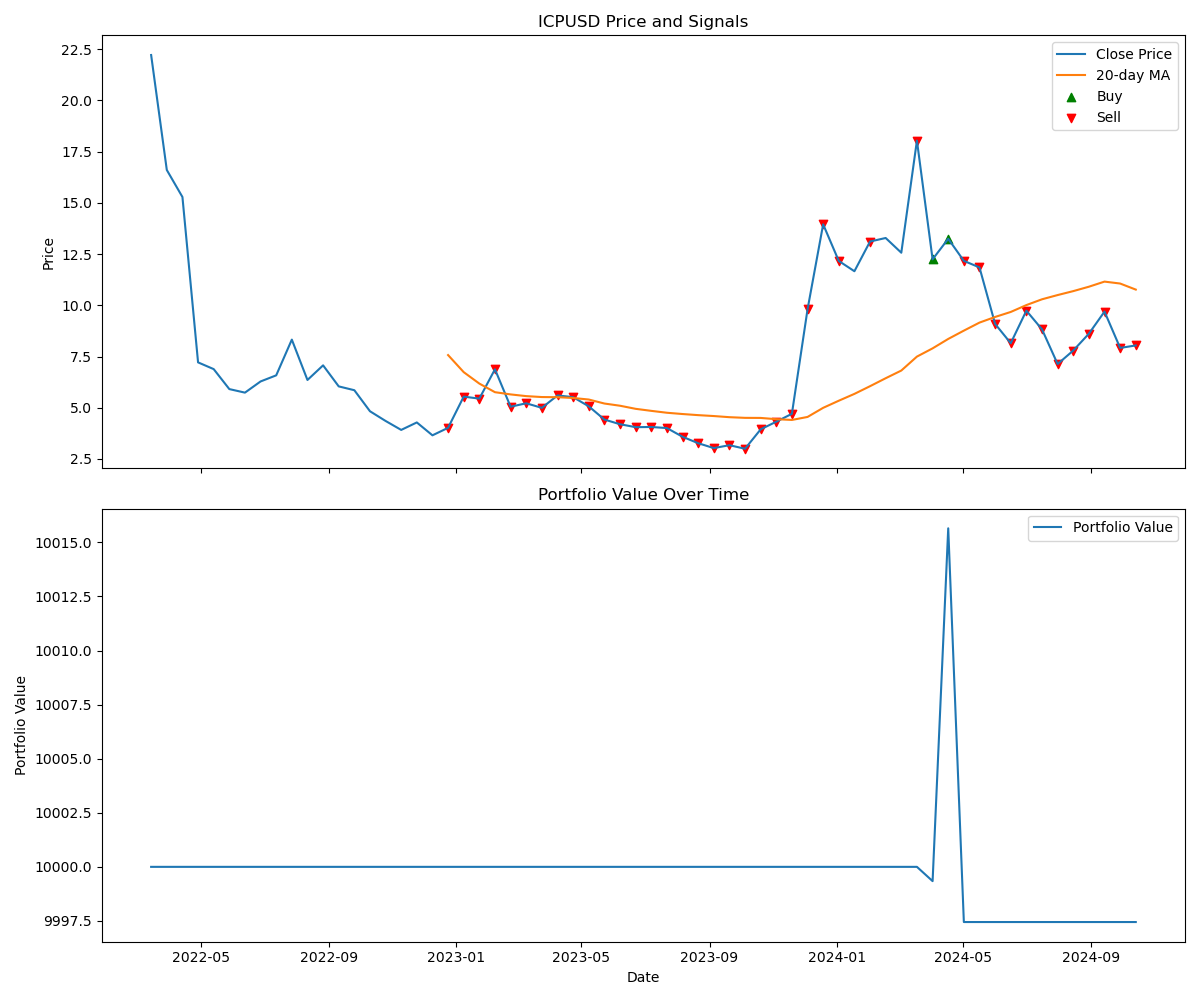 ICPUSD Price and Signals
22.5
20.0
17.5
15.0
12.5
10.0
7.5
5.0
2.5
Price
Close Price
20-day MA
Buy
Sell
Portfolio Value Over Time
10015.0
10012.5
10010.0
10007.5
10005.0
10002.5
10000.0
9997.5
Portfolio Value
Portfolio Value
2022-05
2022-09
2023-01
2023-05
2023-09
2024-01
2024-05
2024-09
Date